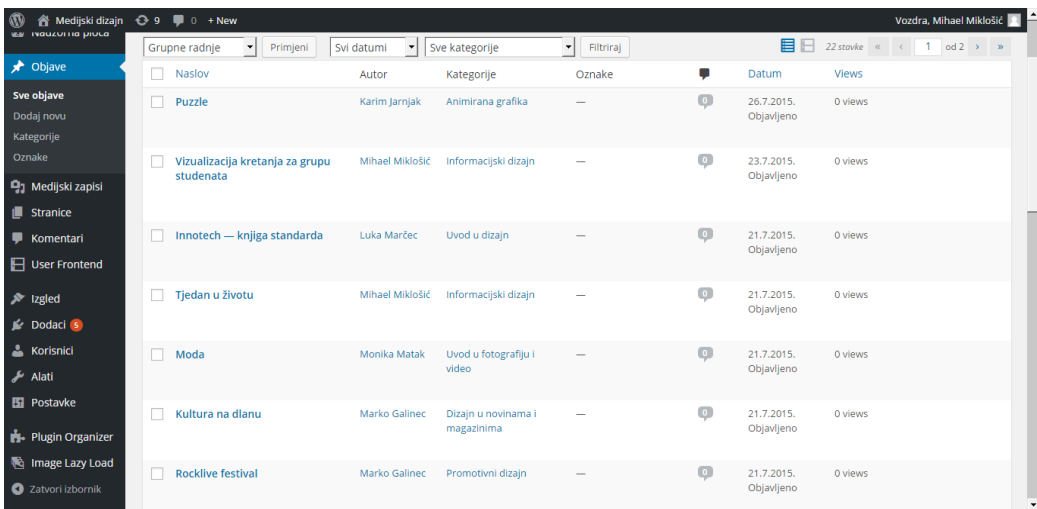 Medijski dizajn 9 0 + New Vozdra, Mihael Miklošić
Nadzorna ploča
Objave
Sve objave
Dodaj novu
Kategorije
Oznake
Medijski zapisi
Stranice
Komentari
User Frontend
Izgled
Dodaci 5
Korisnici
Alati
Postavke
Plugin Organizer
Image Lazy Load
Zatvori izbornik
Grupne radnje Primjeni Svi datumi Sve kategorije Filtriraj 22 stavke « ‹ 1 od 2 › »
Naslov Autor Kategorije Oznake Datum Views
Puzzle Karim Jarnjak Animirana grafika — 0 26.7.2015. 0 views
Objavljeno
Vizualizacija kretanja za grupu Mihael Miklošić Informacijski dizajn — 0 23.7.2015. 0 views
studenata Objavljeno
Innotech — knjiga standarda Luka Marčec Uvod u dizajn — 0 21.7.2015. 0 views
Objavljeno
Tjedan u životu Mihael Miklošić Informacijski dizajn — 0 21.7.2015. 0 views
Objavljeno
Moda Monika Matak Uvod u fotografiju i — 0 21.7.2015. 0 views
video Objavljeno
Kultura na dlanu Marko Galinec Dizajn u novinama i — 0 21.7.2015. 0 views
magazinima Objavljeno
Rocklive festival Marko Galinec Promotivni dizajn — 0 21.7.2015. 0 views
Objavljeno